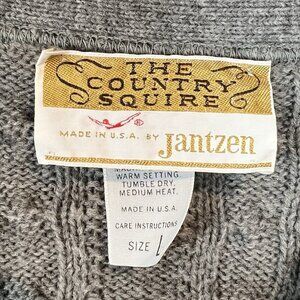 THE
COUNTRY
SQUIRE
®
MADE IN U.S.A. BY Jantzen
WARM SETTING
TUMBLE DRY.
MEDIUM HEAT.
MADE IN U.S.A.
CARE INSTRUCTIONS
SIZE L